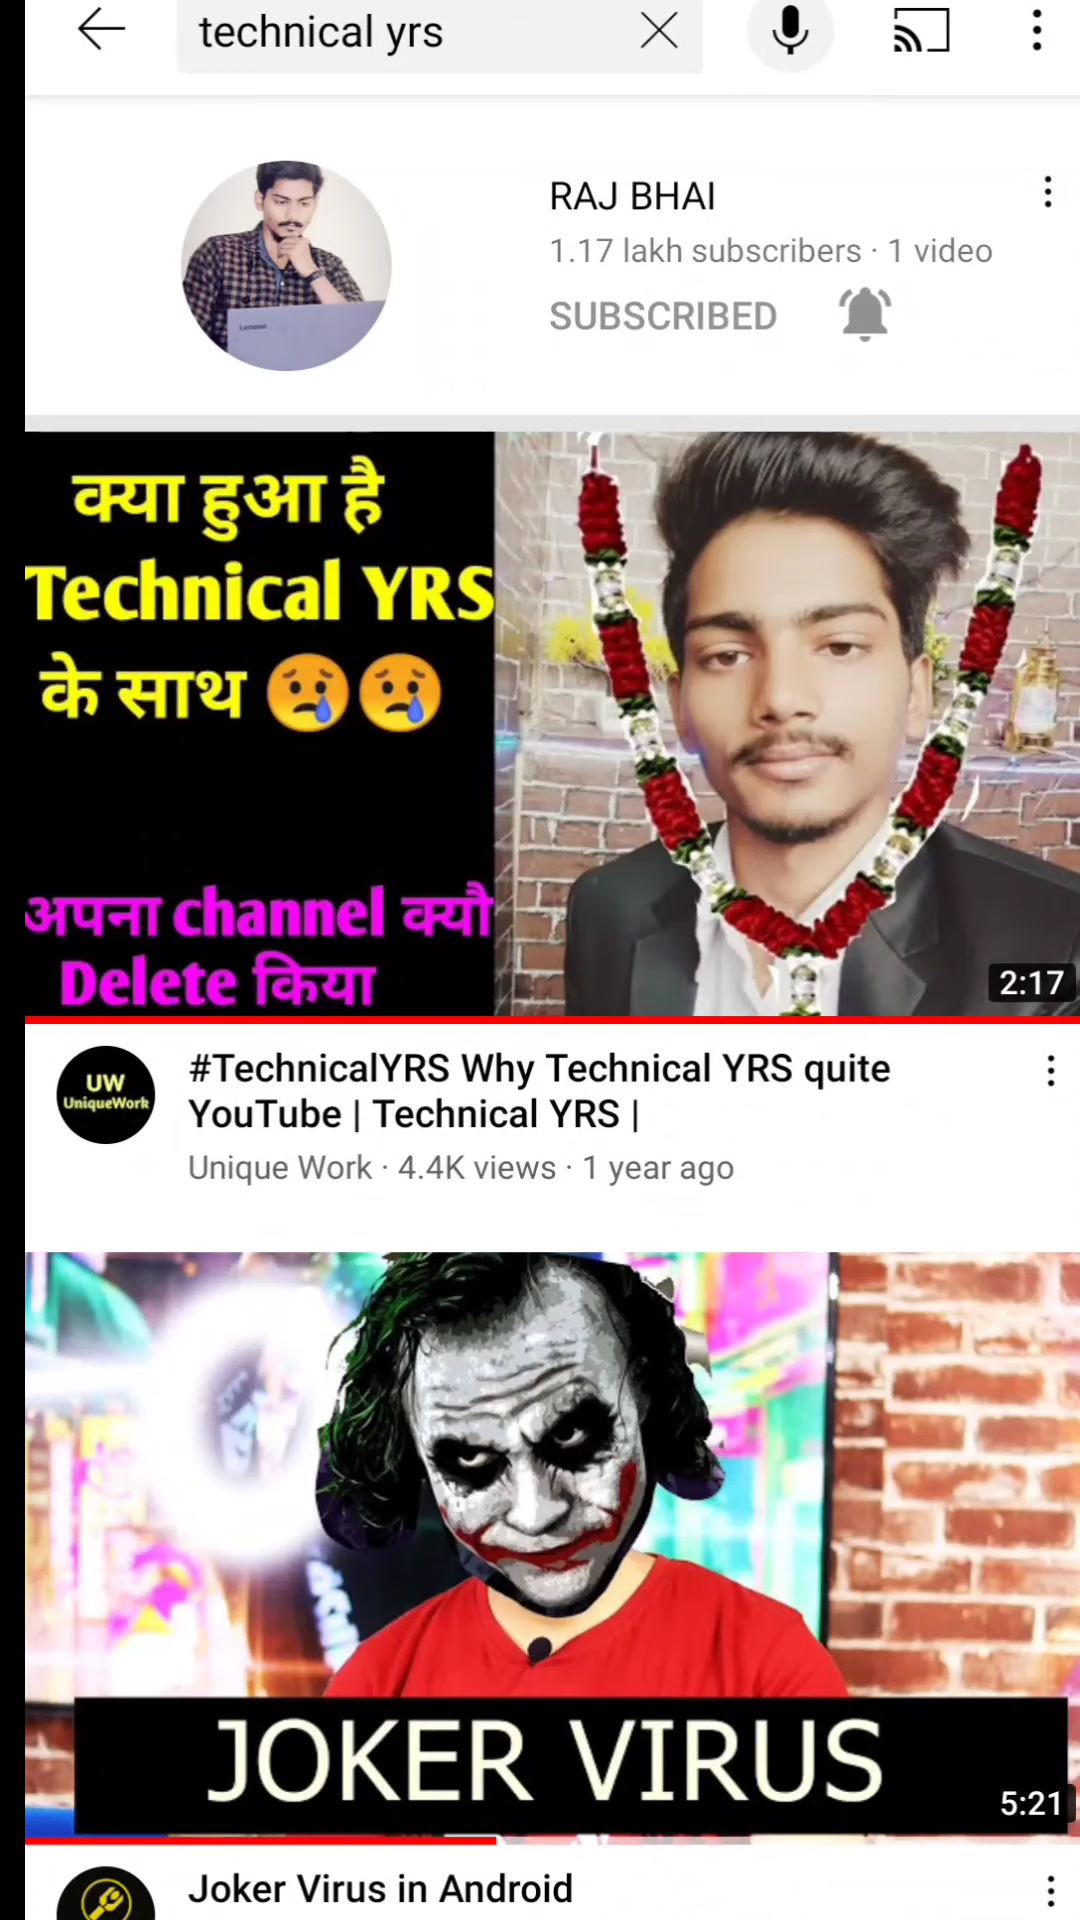 technical yrs
RAJ BHAI
1.17 lakh subscribers · 1 video
SUBSCRIBED
Lenovo
क्या हुआ है
Technical YRS
के साथ 😢😢
अपना channel क्यौ
Delete किया
2:17
UW
UniqueWork
#TechnicalYRS Why Technical YRS quite
YouTube | Technical YRS |
Unique Work · 4.4K views · 1 year ago
JOKER VIRUS
5:21
Joker Virus in Android